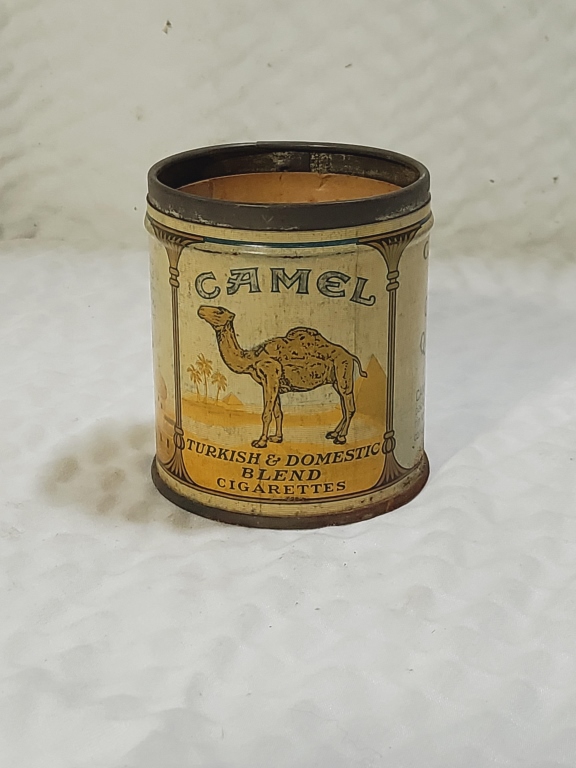 CAMEL
TURKISH & DOMESTIC
BLEND
CIGARETTES